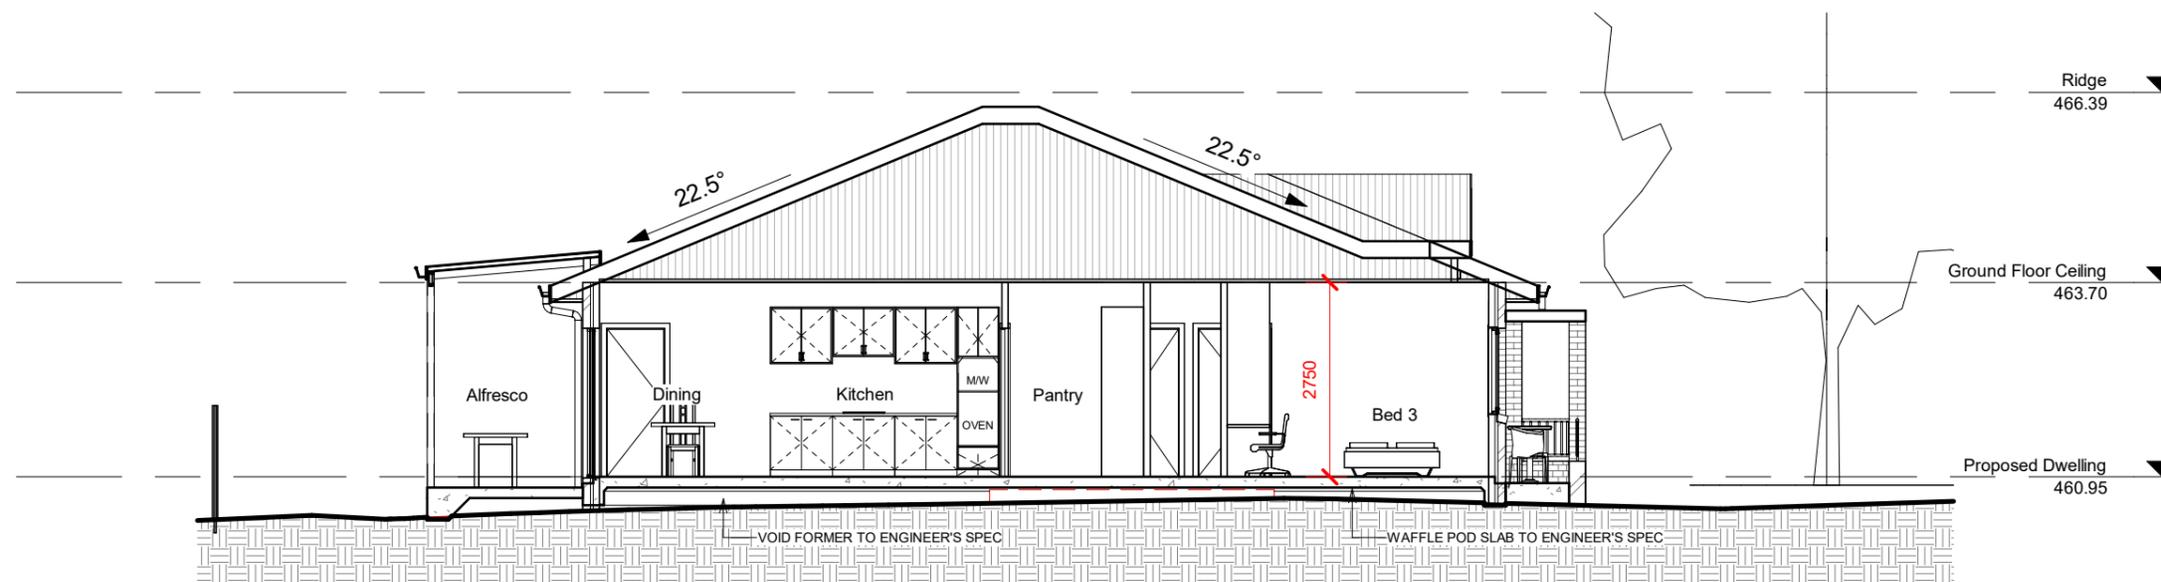 Ridge
466.39
22.5°
22.5°
Ground Floor Ceiling
463.70
Alfresco
Dining
Kitchen
M/W
OVEN
Pantry
2750
Bed 3
Proposed Dwelling
460.95
VOID FORMER TO ENGINEER'S SPEC
WAFFLE POD SLAB TO ENGINEER'S SPEC